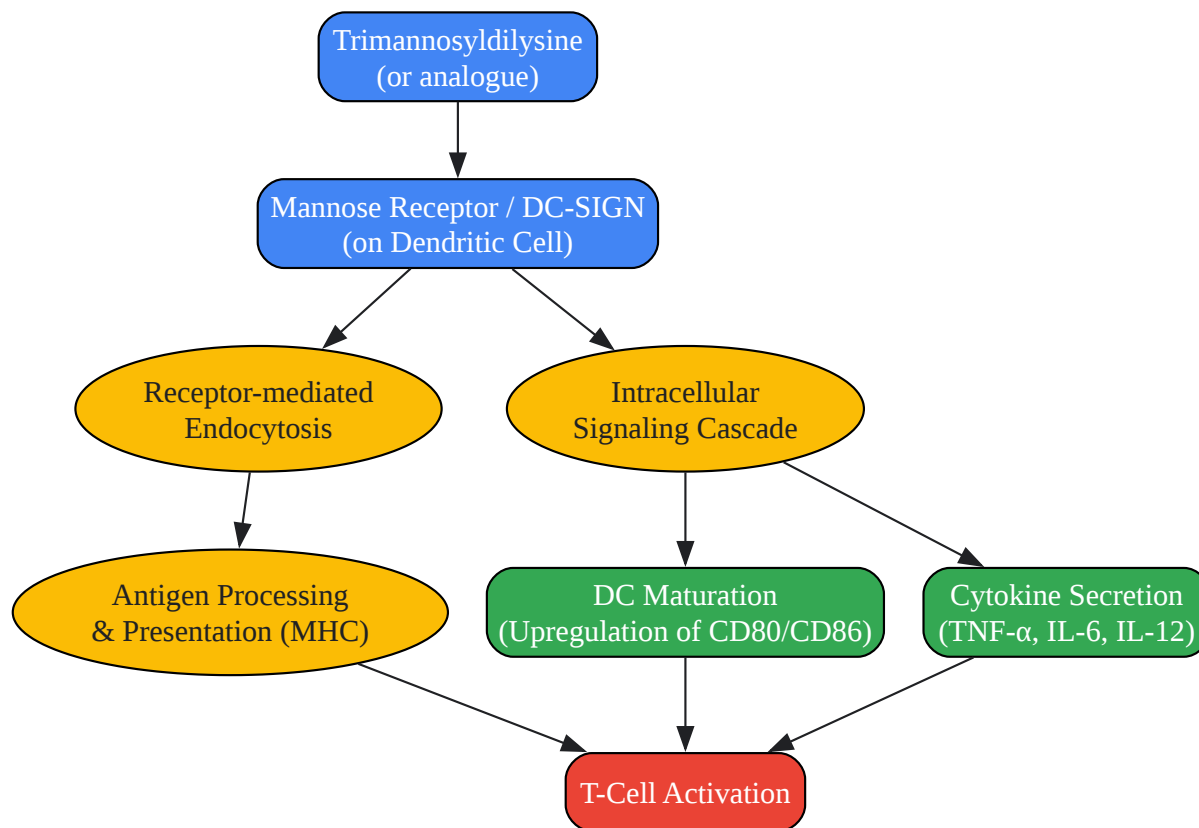 Trimannosyldilysine
(or analogue)
Mannose Receptor / DC-SIGN
(on Dendritic Cell)
Receptor-mediated
Endocytosis
Intracellular
Signaling Cascade
Antigen Processing
& Presentation (MHC)
DC Maturation
(Upregulation of CD80/CD86)
Cytokine Secretion
(TNF-α, IL-6, IL-12)
T-Cell Activation